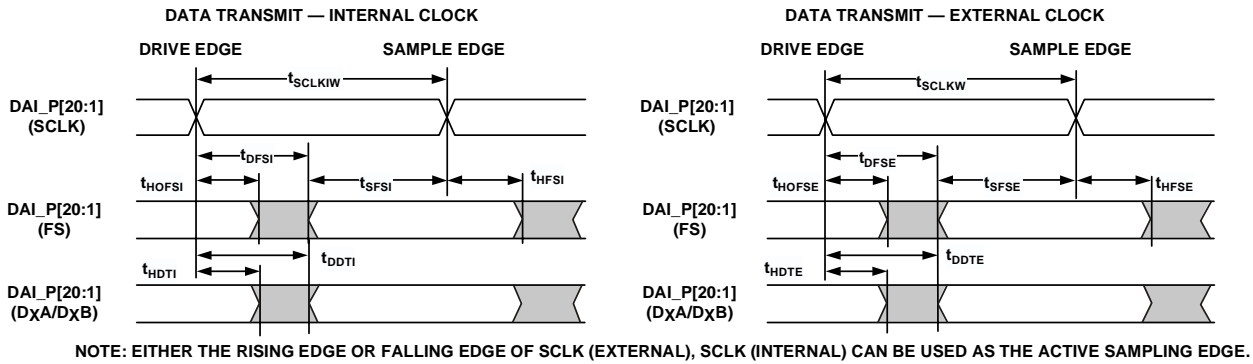 DATA TRANSMIT — INTERNAL CLOCK
DRIVE EDGE
SAMPLE EDGE
tSCLKIW
DAI_P[20:1]
(SCLK)
tDFSI
tHOFSI
tSFSI
tHFSI
DAI_P[20:1]
(FS)
tDDTI
tHDTI
DAI_P[20:1]
(DXA/DXB)
DATA TRANSMIT — EXTERNAL CLOCK
DRIVE EDGE
SAMPLE EDGE
tSCLKW
DAI_P[20:1]
(SCLK)
tDFSE
tHOFSE
tSFSE
tHFSE
DAI_P[20:1]
(FS)
tDDTE
tHDTE
DAI_P[20:1]
(DXA/DXB)
NOTE: EITHER THE RISING EDGE OR FALLING EDGE OF SCLK (EXTERNAL), SCLK (INTERNAL) CAN BE USED AS THE ACTIVE SAMPLING EDGE.